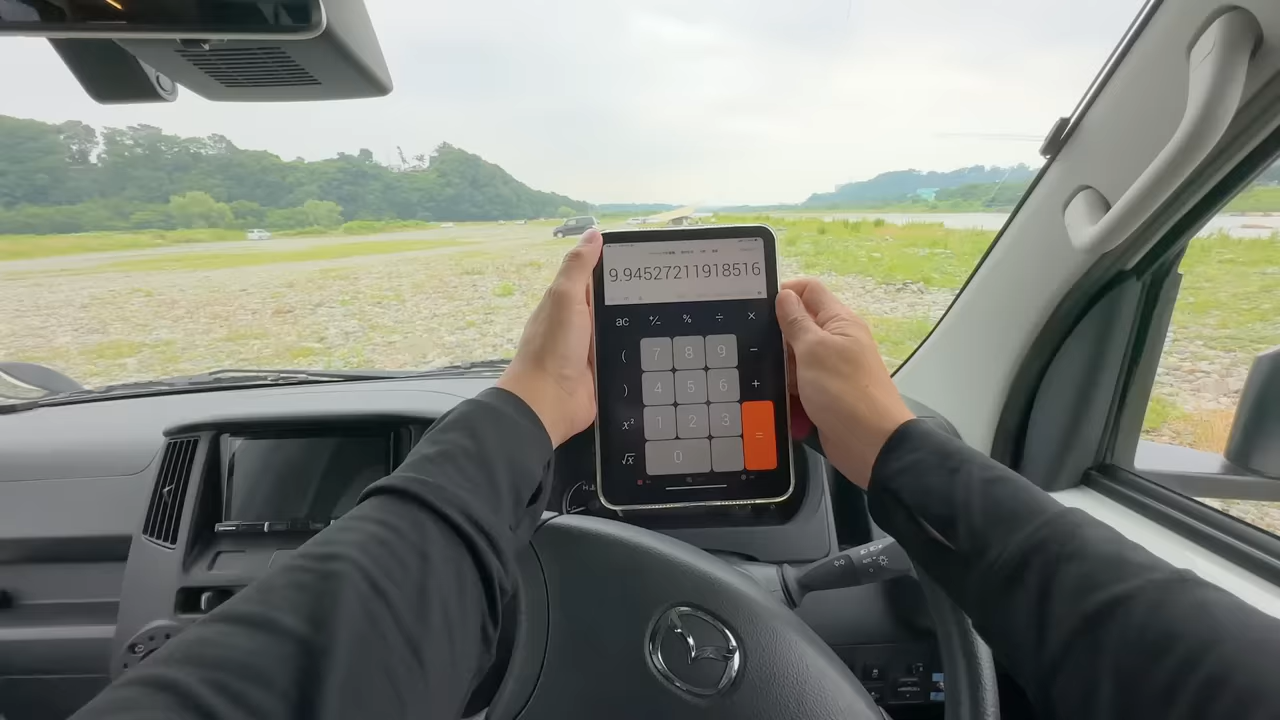 9.94527211918516
ac +/- % ÷ ×
( 7 8 9 −
) 4 5 6 +
x² 1 2 3
√x 0 =